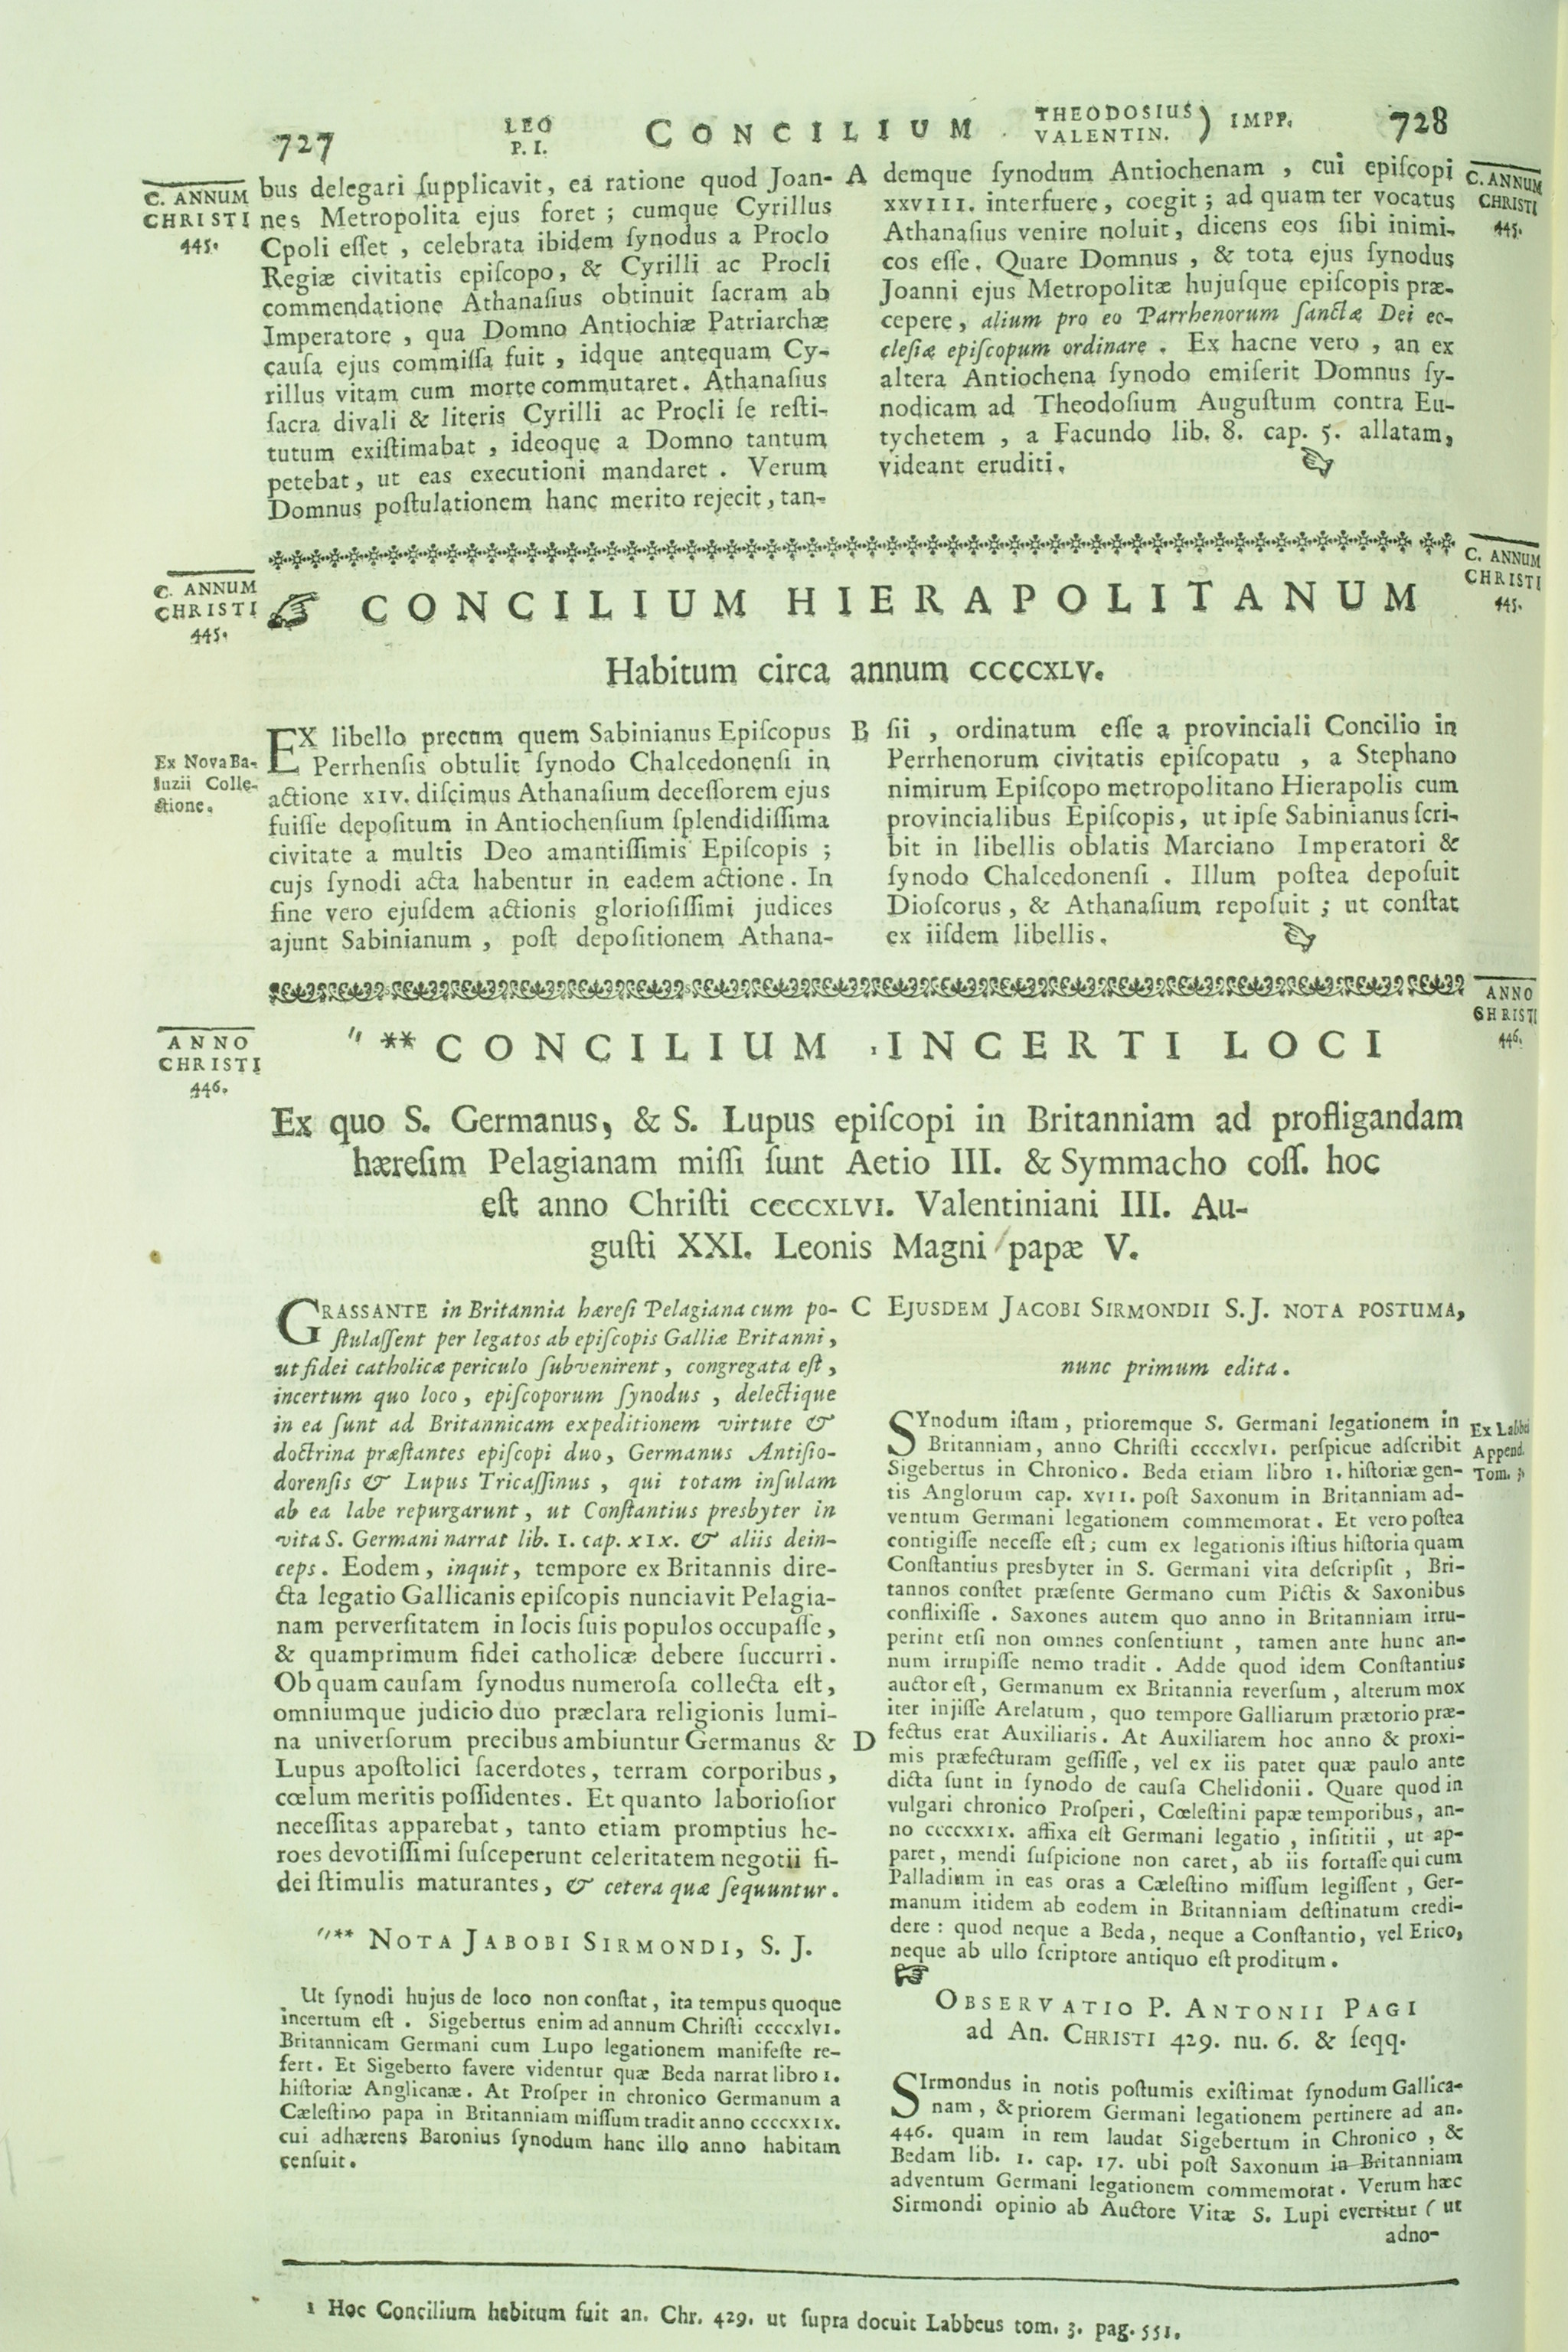 727
LEO
P. I.
CONCILIUM
THEODOSIUS
VALENTIN. ) IMPP.
728
C. ANNUM
CHRISTI
445.
bus delegari ſupplicavit, ea ratione quod Joan-
nes Metropolita ejus foret ; cumque Cyrillus
Cpoli eſſet , celebrata ibidem ſynodus a Proclo
Regiæ civitatis epiſcopo, & Cyrilli ac Procli
commendatione Athanaſius obtinuit ſacram ab
Imperatore , qua Domno Antiochiæ Patriarchæ
cauſa ejus commiſſa fuit , idque antequam Cy-
rillus vitam cum morte commutaret. Athanaſius
ſacra divali & literis Cyrilli ac Procli ſe reſti-
tutum exiſtimabat , ideoque a Domno tantum
petebat, ut eas executioni mandaret . Verum
Domnus poſtulationem hanc merito rejecit, tan-
A
demque ſynodum Antiochenam , cui epiſcopi
xxVIII. interfuere, coegit ; ad quam ter vocatus
Athanaſius venire noluit, dicens eos ſibi inimi-
cos eſſe. Quare Domnus , & tota ejus ſynodus
Joanni ejus Metropolitæ hujuſque epiſcopis præ-
cepere, alium pro eo Parrhenorum ſanctæ Dei ec-
cleſiæ epiſcopum ordinare . Ex hacne vero , an ex
altera Antiochena ſynodo emiſerit Domnus ſy-
nodicam ad Theodoſium Auguſtum contra Eu-
tychetem , a Facundo lib. 8. cap. 5. allatam,
videant eruditi.
C. ANNUM
CHRISTI
445.
C. ANNUM
CHRISTI
445.
CONCILIUM HIERAPOLITANUM
C. ANNUM
CHRISTI
445.
Habitum circa annum CCCCXLV.
Ex Nova Ba-
luzii Colle-
ctione.
EX libello precum quem Sabinianus Epiſcopus
Perrhenſis obtulit ſynodo Chalcedonenſi in
actione XIV. diſcimus Athanaſium deceſſorem ejus
fuiſſe depoſitum in Antiochenſium ſplendidiſſima
civitate a multis Deo amantiſſimis Epiſcopis ;
cujs ſynodi acta habentur in eadem actione . In
fine vero ejuſdem actionis glorioſiſſimi judices
ajunt Sabinianum , poſt depoſitionem Athana-
B
ſii , ordinatum eſſe a provinciali Concilio in
Perrhenorum civitatis epiſcopatu , a Stephano
nimirum Epiſcopo metropolitano Hierapolis cum
provincialibus Epiſcopis, ut ipſe Sabinianus ſcri-
bit in libellis oblatis Marciano Imperatori &
ſynodo Chalcedonenſi . Illum poſtea depoſuit
Dioſcorus, & Athanaſium repoſuit ; ut conſtat
ex iiſdem libellis.
ANNO
CHRISTI
446.
" ** CONCILIUM INCERTI LOCI
ANNO
CHRISTI
446.
Ex quo S. Germanus, & S. Lupus epiſcopi in Britanniam ad profligandam
hæreſim Pelagianam miſſi ſunt Aetio III. & Symmacho coſſ. hoc
eſt anno Chriſti CCCCXLVI. Valentiniani III. Au-
guſti XXI. Leonis Magni papæ V.
GRASSANTE in Britannia hæreſi Pelagiana cum po-
ſtulaſſent per legatos ab epiſcopis Galliæ Britanni ,
ut fidei catholicæ periculo ſubvenirent, congregata eſt ,
incertum quo loco, epiſcoporum ſynodus , delectique
in ea ſunt ad Britannicam expeditionem virtute &
doctrina præſtantes epiſcopi duo, Germanus Antiſio-
dorenſis & Lupus Tricaſſinus , qui totam inſulam
ab ea labe repurgarunt, ut Conſtantius presbyter in
vita S. Germani narrat lib. I. cap. XIX. & aliis dein-
ceps. Eodem, inquit, tempore ex Britannis dire-
cta legatio Gallicanis epiſcopis nunciavit Pelagia-
nam perverſitatem in locis ſuis populos occupaſſe ,
& quamprimum fidei catholicæ debere ſuccurri .
Ob quam cauſam ſynodus numeroſa collecta eſt ,
omniumque judicio duo præclara religionis lumi-
na univerſorum precibus ambiuntur Germanus &
Lupus apoſtolici ſacerdotes, terram corporibus ,
cœlum meritis poſſidentes. Et quanto laborioſior
neceſſitas apparebat, tanto etiam promptius he-
roes devotiſſimi ſuſceperunt celeritatem negotii fi-
dei ſtimulis maturantes, & cetera quæ ſequuntur .
"** NOTA JABOBI SIRMONDI, S. J.
Ut ſynodi hujus de loco non conſtat, ita tempus quoque
incertum eſt . Sigebertus enim ad annum Chriſti ccccxlvi.
Britannicam Germani cum Lupo legationem manifeſte re-
fert. Et Sigeberto favere videntur quæ Beda narrat libro 1.
hiſtoriæ Anglicanæ. At Proſper in chronico Germanum a
Cæleſtino papa in Britanniam miſſum tradit anno ccccxxix.
cui adhærens Baronius ſynodum hanc illo anno habitam
cenſuit.
C
EJUSDEM JACOBI SIRMONDII S.J. NOTA POSTUMA,
nunc primum edita.
SYnodum iſtam, prioremque S. Germani legationem in
Britanniam, anno Chriſti ccccxlvi. perſpicue adſcribit
Sigebertus in Chronico. Beda etiam libro 1. hiſtoriæ gen-
tis Anglorum cap. xvii. poſt Saxonum in Britanniam ad-
ventum Germani legationem commemorat. Et vero poſtea
contigiſſe neceſſe eſt; cum ex legationis iſtius hiſtoria quam
Conſtantius presbyter in S. Germani vita deſcripſit , Bri-
tannos conſtet præſente Germano cum Pictis & Saxonibus
conflixiſſe . Saxones autem quo anno in Britanniam irru-
perint etſi non omnes conſentiunt , tamen ante hunc an-
num irrupiſſe nemo tradit . Adde quod idem Conſtantius
auctor eſt, Germanum ex Britannia reverſum, alterum mox
iter injiſſe Arelatum, quo tempore Galliarum prætorio præ-
fectus erat Auxiliaris. At Auxiliarem hoc anno & proxi-
mis præfecturam geſſiſſe, vel ex iis patet quæ paulo ante
dicta ſunt in ſynodo de cauſa Chelidonii. Quare quod in
vulgari chronico Proſperi, Cœleſtini papæ temporibus, an-
no ccccxxix. affixa eſt Germani legatio , inſititii , ut ap-
paret, mendi ſuſpicione non caret, ab iis fortaſſe qui cum
Palladium in eas oras a Cæleſtino miſſum legiſſent , Ger-
manum itidem ab eodem in Britanniam deſtinatum credi-
dere : quod neque a Beda, neque a Conſtantio, vel Erico,
neque ab ullo ſcriptore antiquo eſt proditum .
Ex Labbei
Append.
Tom. 3.
D
OBSERVATIO P. ANTONII PAGI
ad An. CHRISTI 429. nu. 6. & ſeqq.
SIrmondus in notis poſtumis exiſtimat ſynodum Gallica-
nam, & priorem Germani legationem pertinere ad an.
446. quam in rem laudat Sigebertum in Chronico , &
Bedam lib. 1. cap. 17. ubi poſt Saxonum in Britanniam
adventum Germani legationem commemorat. Verum hæc
Sirmondi opinio ab Auctore Vitæ S. Lupi evertitur ( ut
adno-
1 Hoc Concilium habitum fuit an. Chr. 429. ut ſupra docuit Labbeus tom. 3. pag. 551.